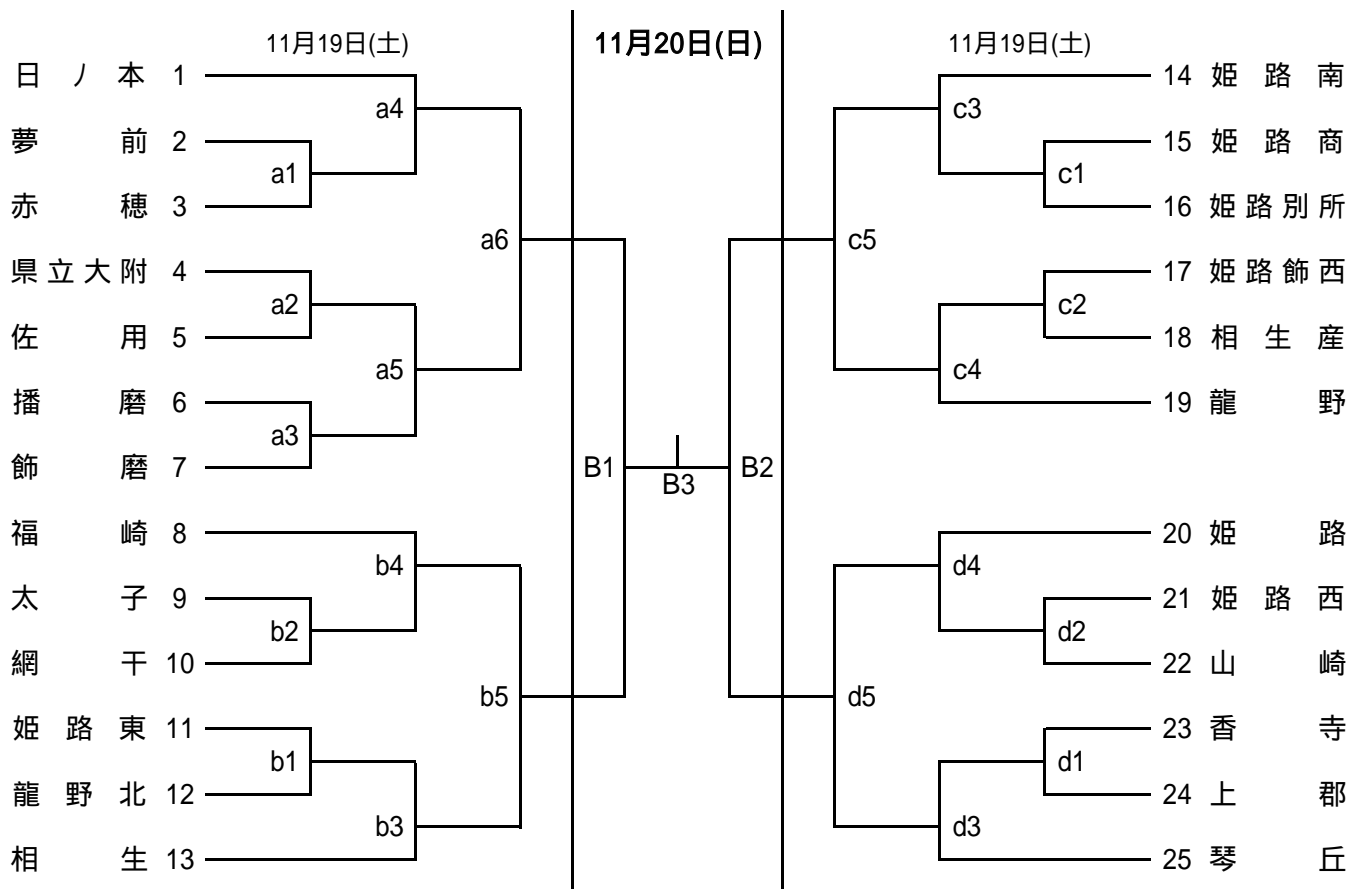 11月19日(土) 11月20日(日) 11月19日(土)
日ノ本 1
夢前 2
赤穂 3
県立大附 4
佐用 5
播磨 6
飾磨 7
福崎 8
太子 9
網干 10
姫路東 11
龍野北 12
相生 13
a4
a1
a6
a2
a5
a3
b4
b2
b5
b1
b3
B1
B3
B2
c3
c1
c5
c2
c4
d4
d2
d5
d1
d3
14 姫路南
15 姫路商
16 姫路別所
17 姫路飾西
18 相生産
19 龍野
20 姫路
21 姫路西
22 山崎
23 香寺
24 上郡
25 琴丘